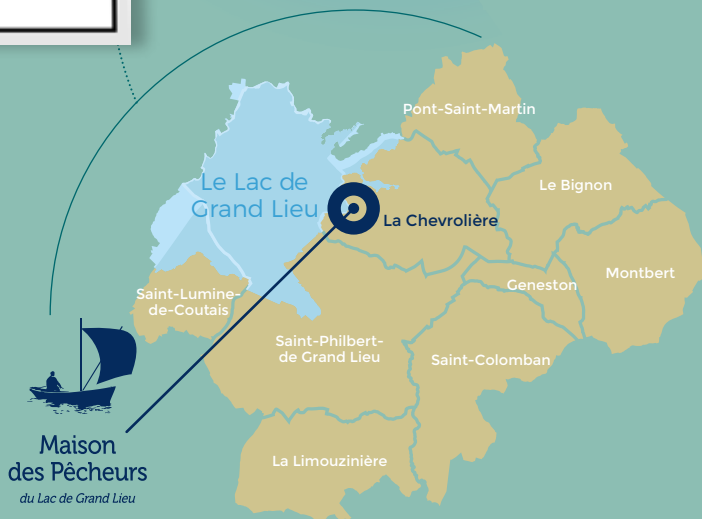 Pont-Saint-Martin
Le Lac de
Grand Lieu
Le Bignon
La Chevrolière
Montbert
Geneston
Saint-Lumine-
de-Coutais
Saint-Philbert-
de Grand Lieu
Saint-Colomban
La Limouzinière
Maison
des Pêcheurs
du Lac de Grand Lieu